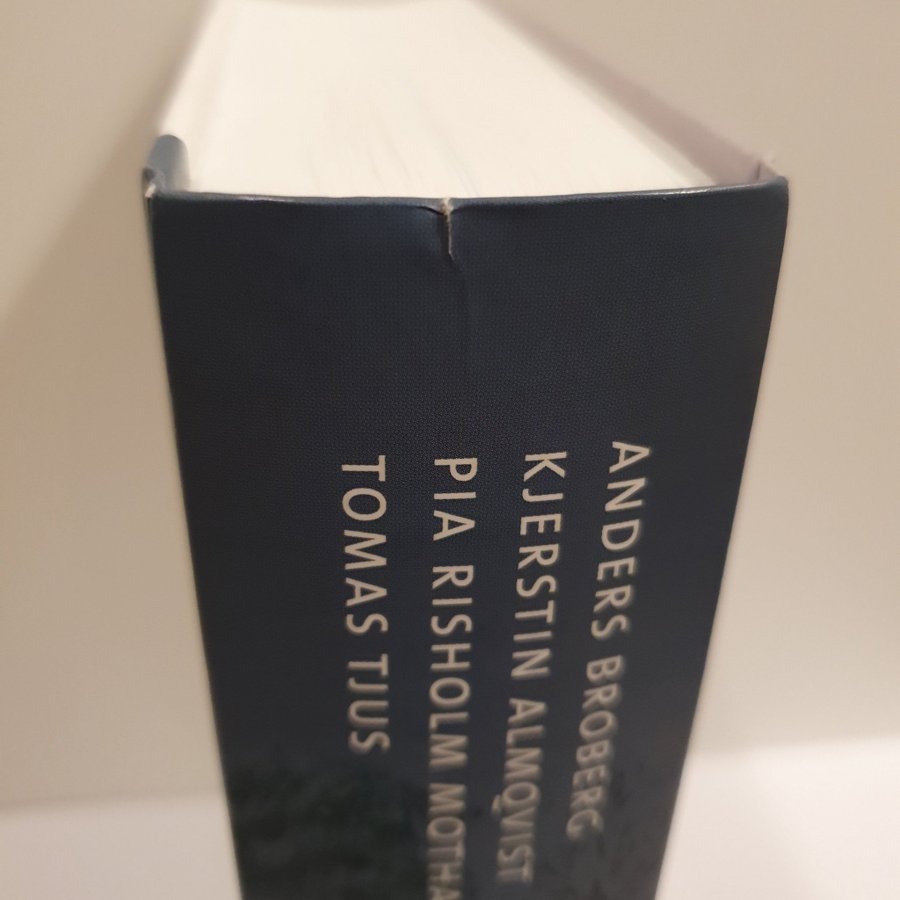 ANDERS BROBERG
KJERSTIN ALMQVIST
PIA RISHOLM MOTHA
TOMAS TJUS